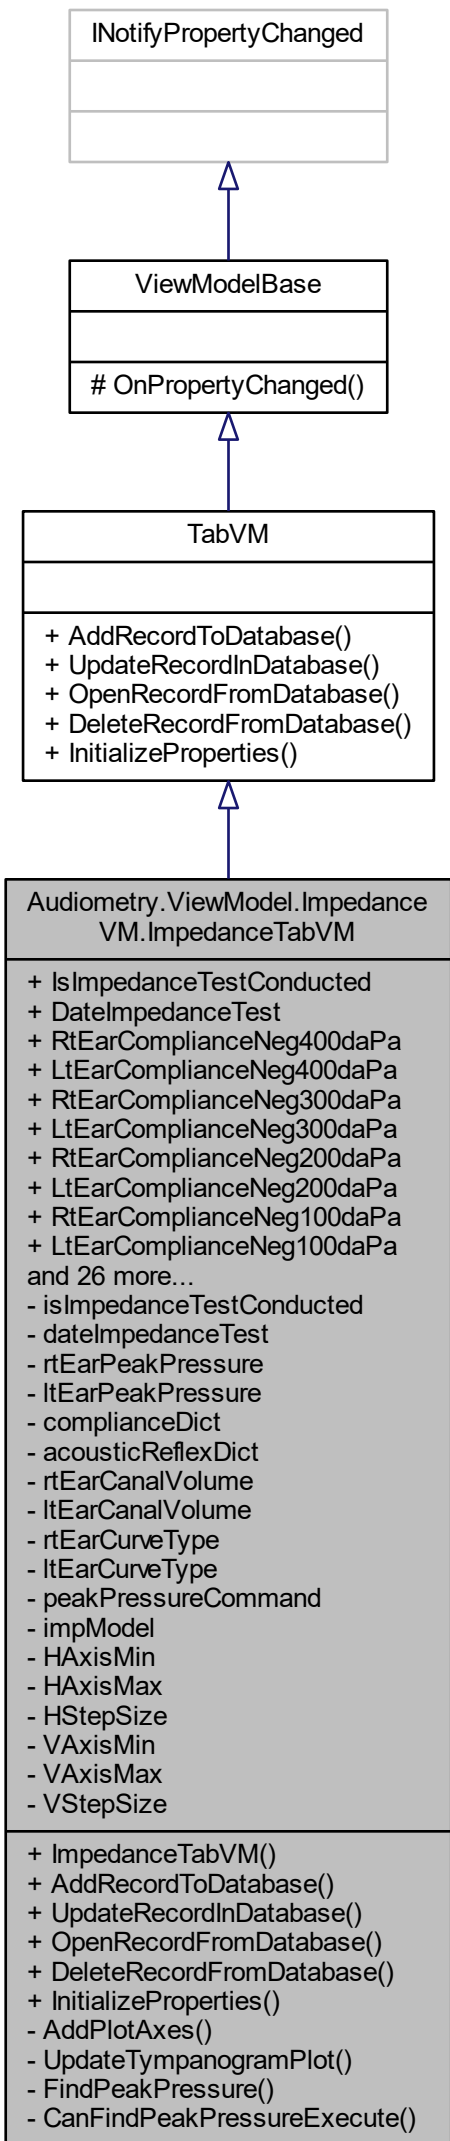 INotifyPropertyChanged
ViewModelBase
# OnPropertyChanged()
TabVM
+ AddRecordToDatabase()
+ UpdateRecordInDatabase()
+ OpenRecordFromDatabase()
+ DeleteRecordFromDatabase()
+ InitializeProperties()
Audiometry.ViewModel.Impedance
VM.ImpedanceTabVM
+ IsImpedanceTestConducted
+ DateImpedanceTest
+ RtEarComplianceNeg400daPa
+ LtEarComplianceNeg400daPa
+ RtEarComplianceNeg300daPa
+ LtEarComplianceNeg300daPa
+ RtEarComplianceNeg200daPa
+ LtEarComplianceNeg200daPa
+ RtEarComplianceNeg100daPa
+ LtEarComplianceNeg100daPa
and 26 more...
- isImpedanceTestConducted
- dateImpedanceTest
- rtEarPeakPressure
- ltEarPeakPressure
- complianceDict
- acousticReflexDict
- rtEarCanalVolume
- ltEarCanalVolume
- rtEarCurveType
- ltEarCurveType
- peakPressureCommand
- impModel
- HAxisMin
- HAxisMax
- HStepSize
- VAxisMin
- VAxisMax
- VStepSize
+ ImpedanceTabVM()
+ AddRecordToDatabase()
+ UpdateRecordInDatabase()
+ OpenRecordFromDatabase()
+ DeleteRecordFromDatabase()
+ InitializeProperties()
- AddPlotAxes()
- UpdateTympanogramPlot()
- FindPeakPressure()
- CanFindPeakPressureExecute()